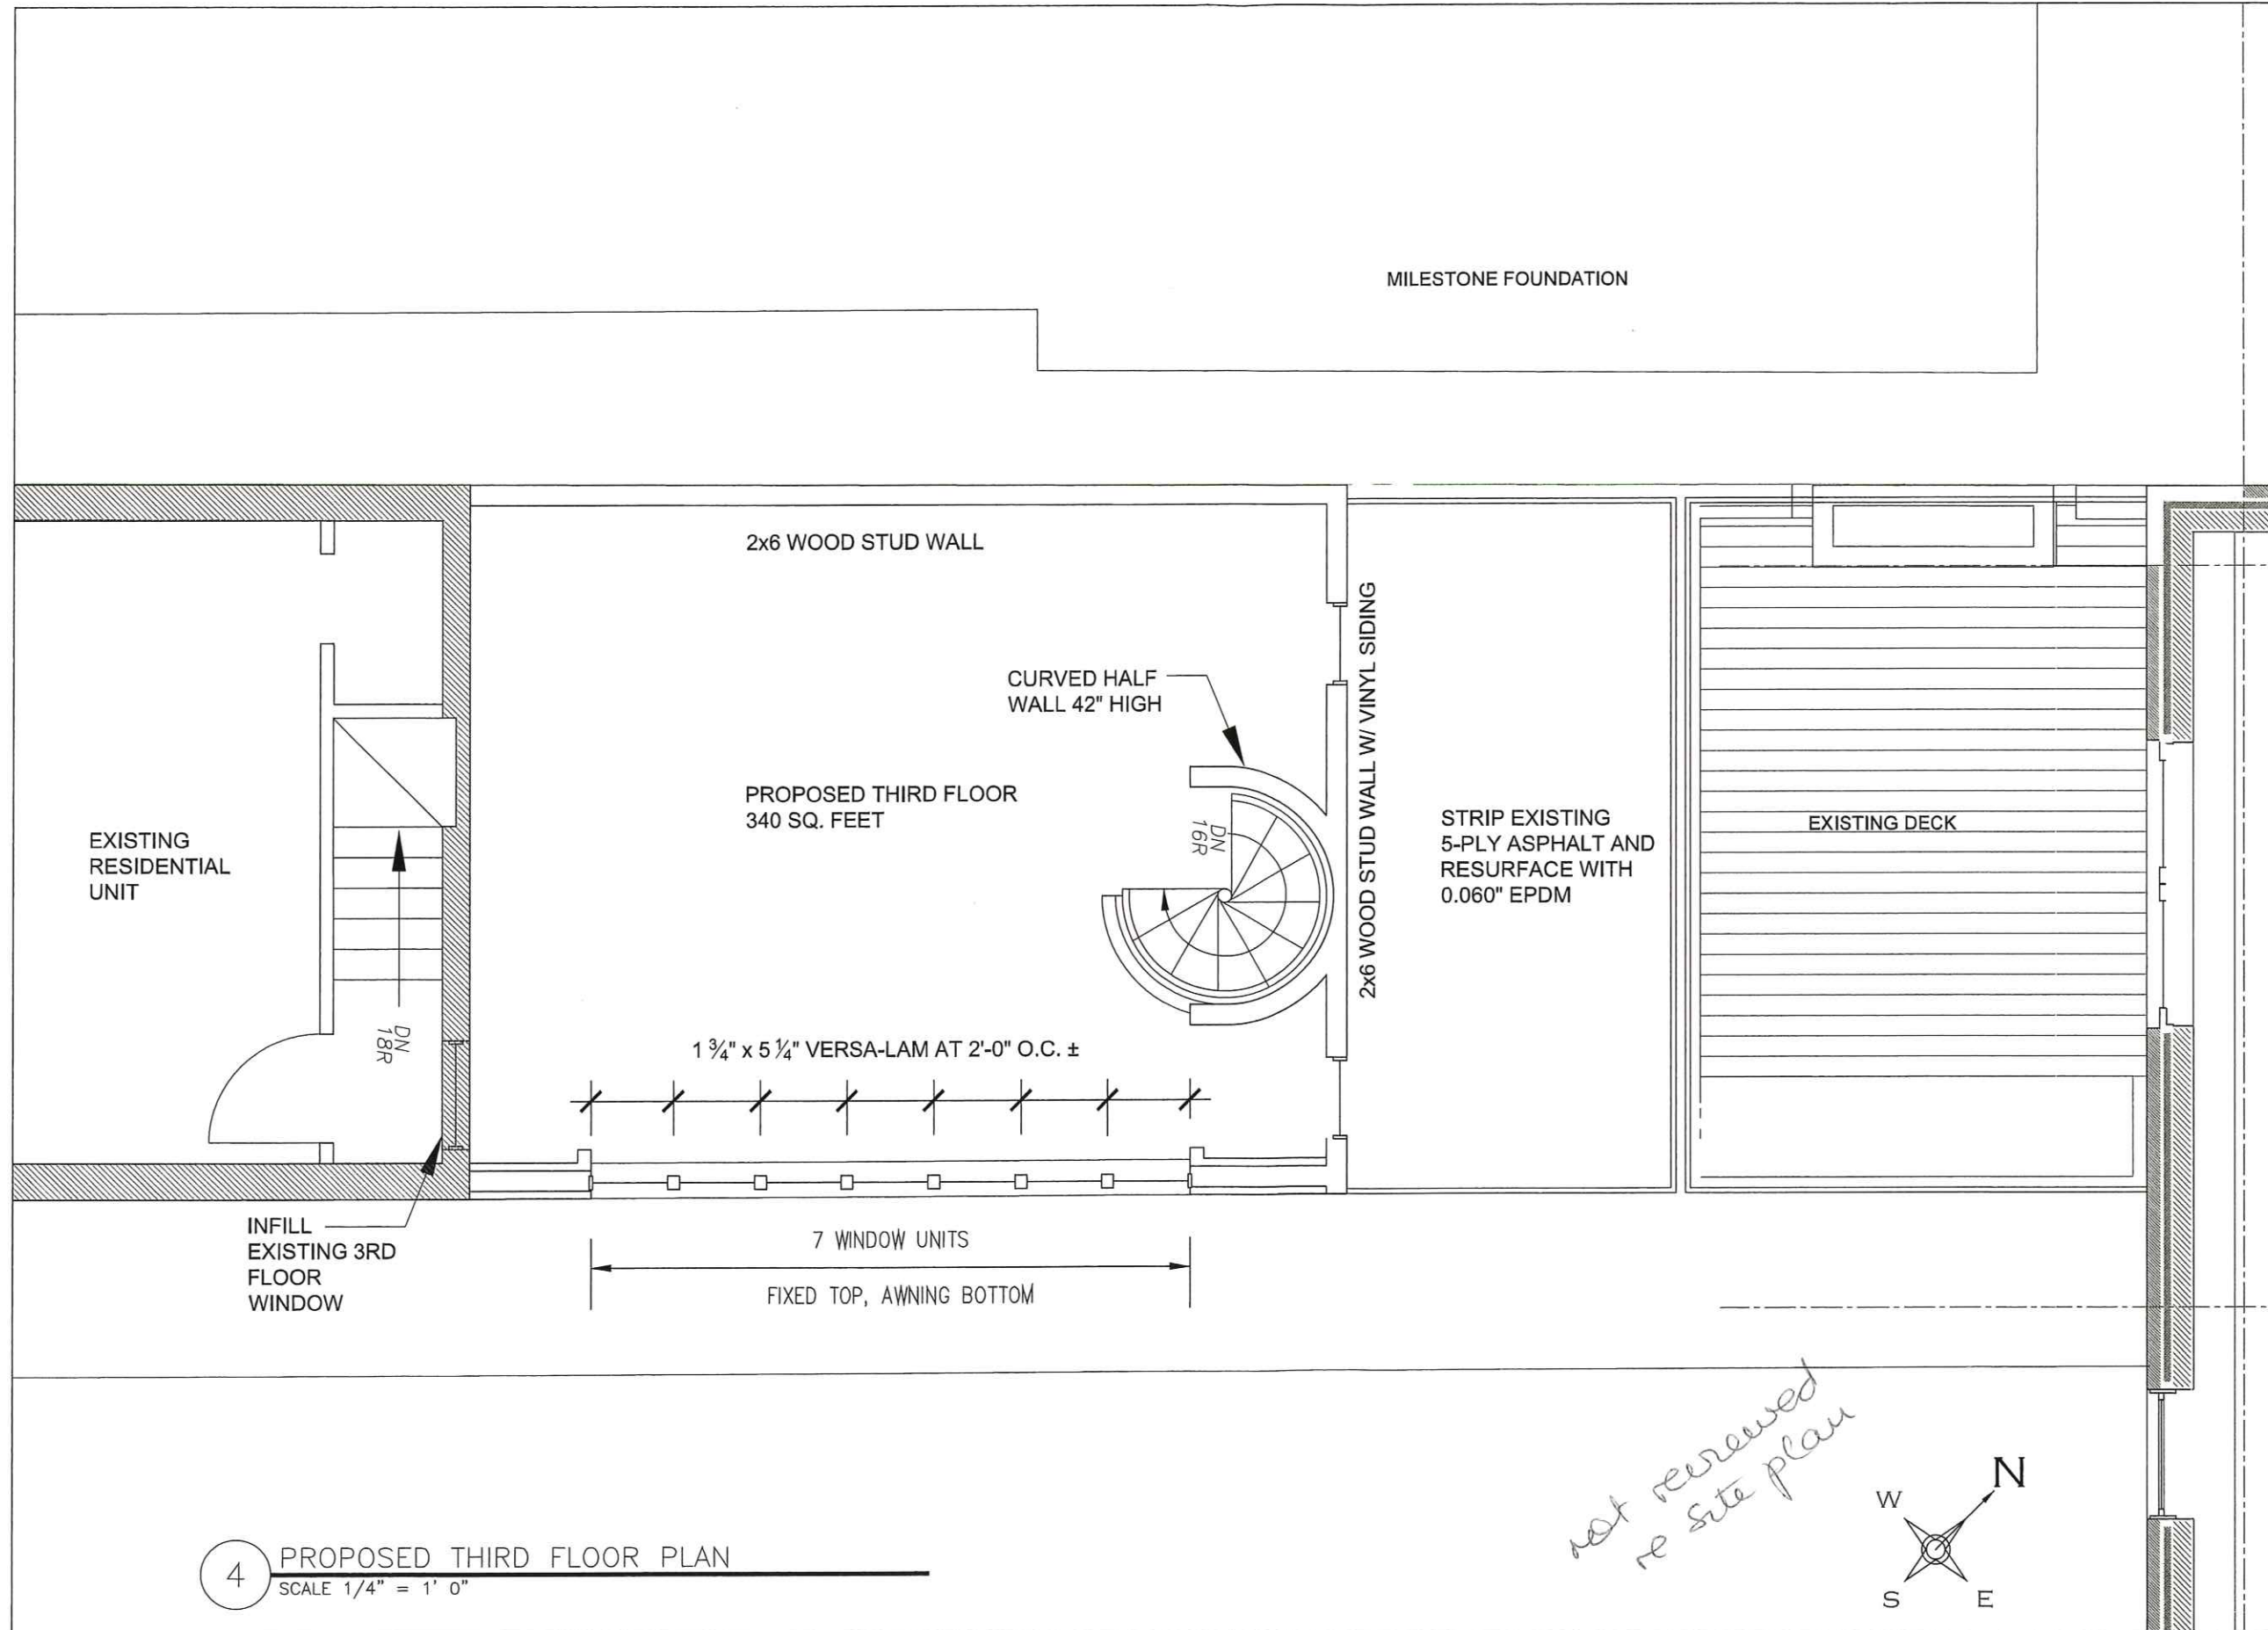 MILESTONE FOUNDATION
2x6 WOOD STUD WALL
2x6 WOOD STUD WALL W/ VINYL SIDING
CURVED HALF
WALL 42" HIGH
PROPOSED THIRD FLOOR
340 SQ. FEET
DN
16R
EXISTING
RESIDENTIAL
UNIT
STRIP EXISTING
5-PLY ASPHALT AND
RESURFACE WITH
0.060" EPDM
EXISTING DECK
DN
18R
1 ¾" x 5 ¼" VERSA-LAM AT 2'-0" O.C. ±
INFILL
EXISTING 3RD
FLOOR
WINDOW
7 WINDOW UNITS
FIXED TOP, AWNING BOTTOM
not reviewed
re site plan
N
W
S
E
4
PROPOSED THIRD FLOOR PLAN
SCALE 1/4" = 1' 0"